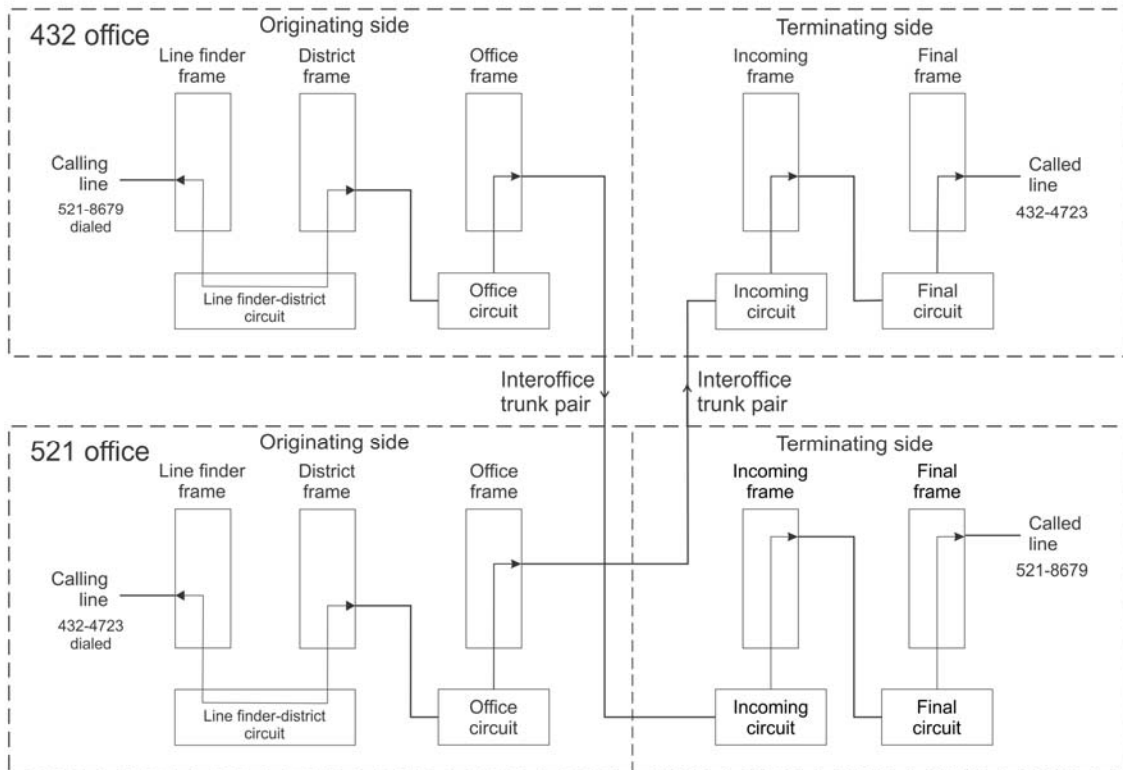 432 office
Originating side
Line finder
frame
District
frame
Office
frame
Calling
line
521-8679
dialed
Line finder-district
circuit
Office
circuit
Terminating side
Incoming
frame
Final
frame
Called
line
432-4723
Incoming
circuit
Final
circuit
Interoffice
trunk pair
Interoffice
trunk pair
521 office
Originating side
Line finder
frame
District
frame
Office
frame
Calling
line
432-4723
dialed
Line finder-district
circuit
Office
circuit
Terminating side
Incoming
frame
Final
frame
Called
line
521-8679
Incoming
circuit
Final
circuit